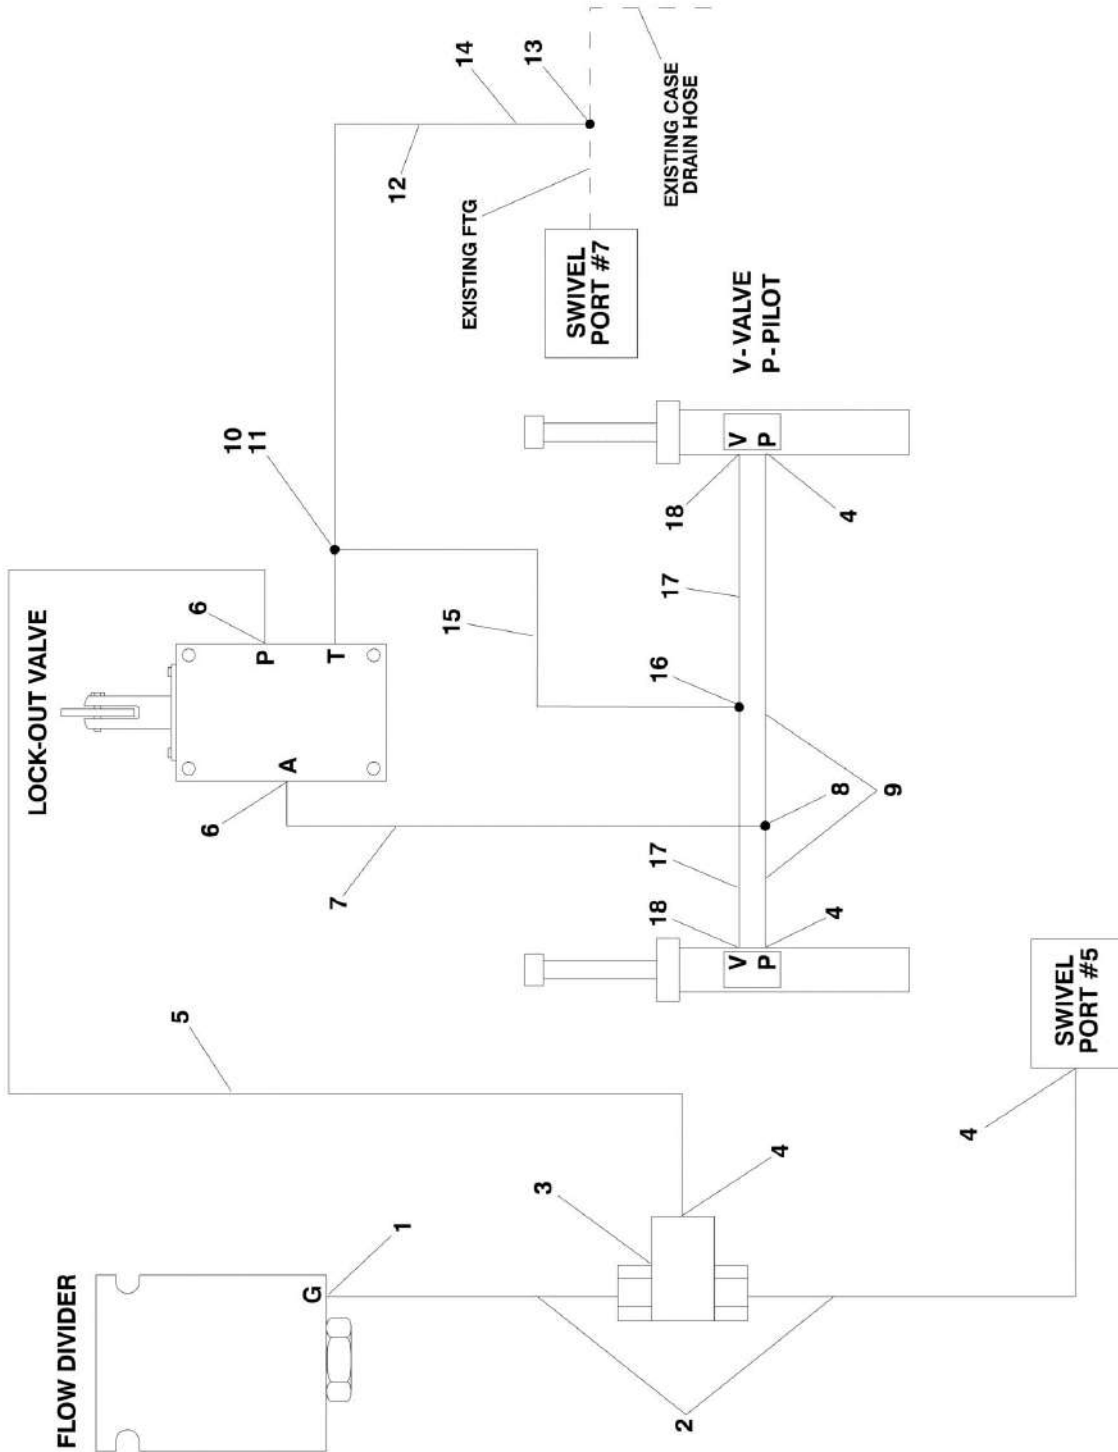 FLOW DIVIDER
LOCK-OUT VALVE
5
6
6
10
11
P
A
G
T
7
12
1
15
14
EXISTING FTG
13
3
SWIVEL
PORT #7
16
17
18
EXISTING CASE
DRAIN HOSE
2
18
17
V
V
V-VALVE
P-PILOT
P
P
4
4
8
4
9
4
SWIVEL
PORT #5